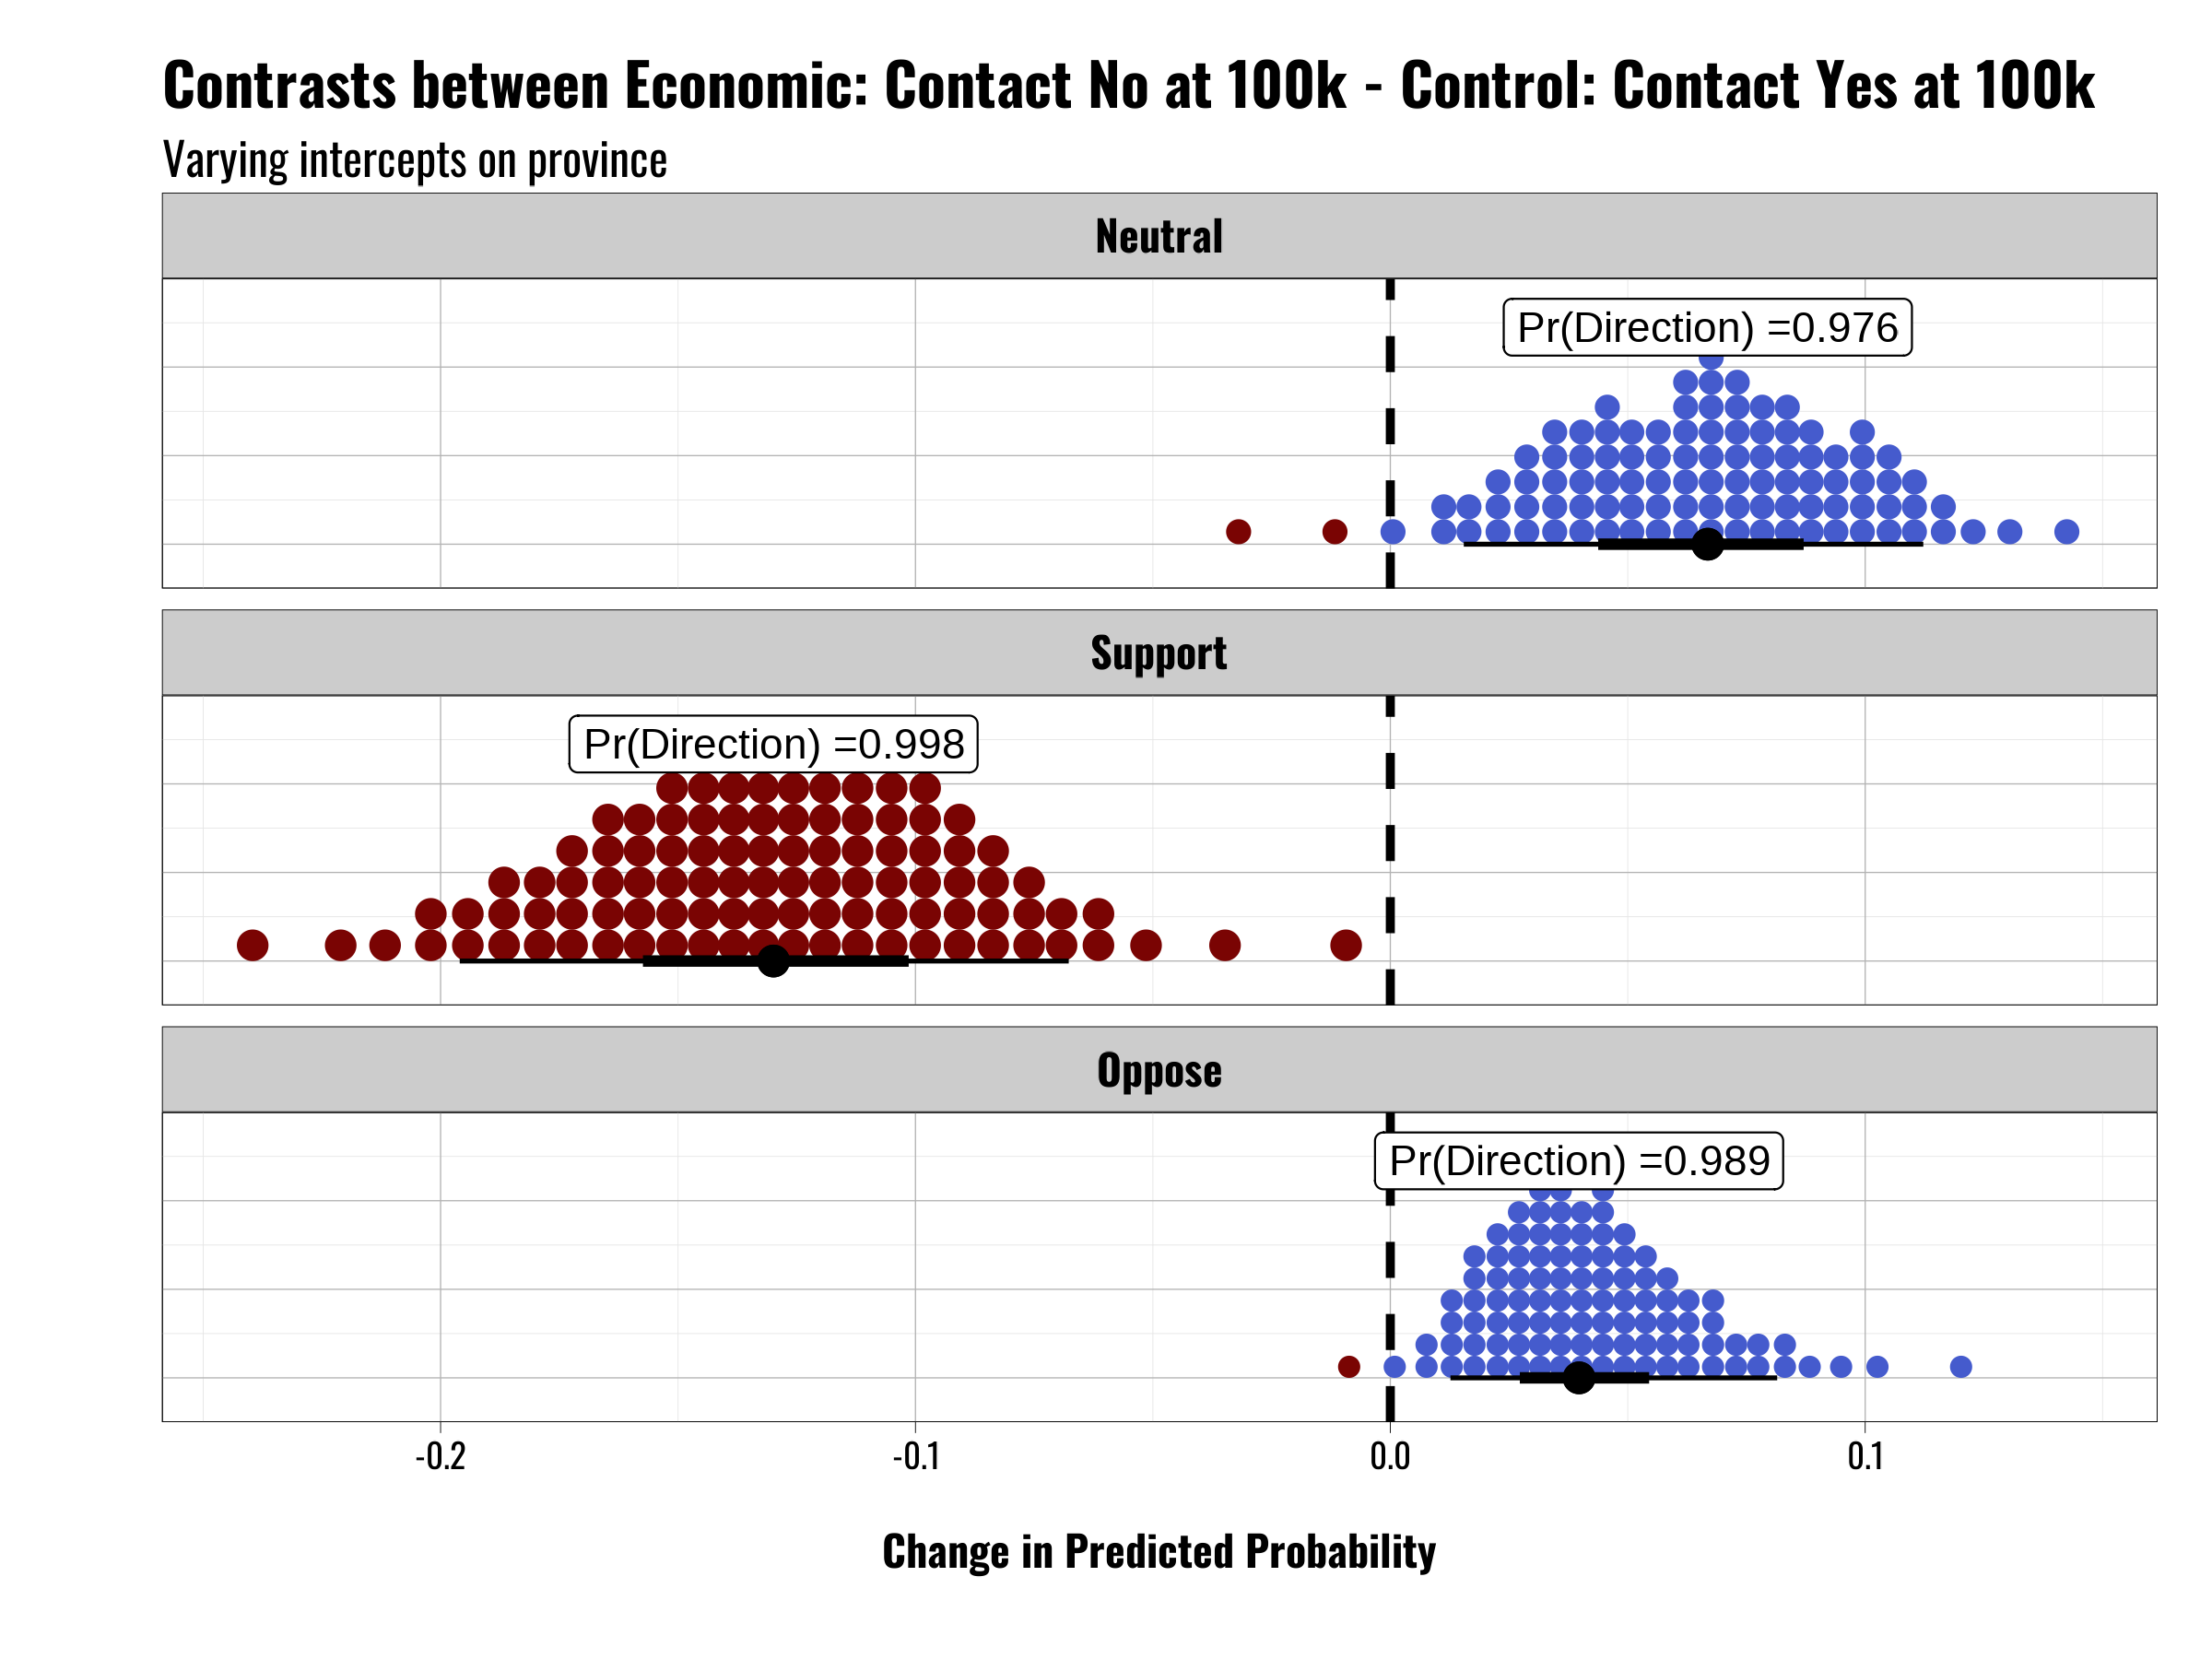 Contrasts between Economic: Contact No at 100k - Control: Contact Yes at 100k
Varying intercepts on province
Neutral
Pr(Direction) =0.976
Support
Pr(Direction) =0.998
Oppose
Pr(Direction) =0.989
-0.2 -0.1 0.0 0.1
Change in Predicted Probability